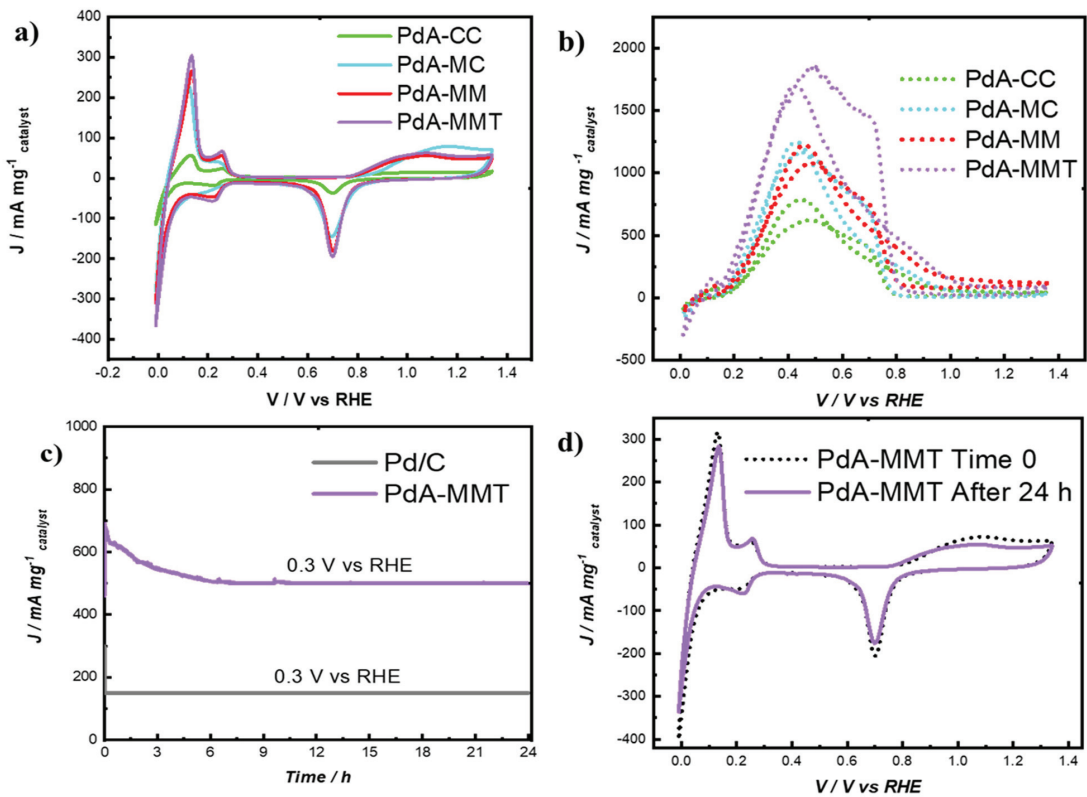 a)
400
300
200
100
0
-100
-200
-300
-400
-0.2 0.0 0.2 0.4 0.6 0.8 1.0 1.2 1.4
J / mA mg-1 catalyst
V / V vs RHE
PdA-CC
PdA-MC
PdA-MM
PdA-MMT
b)
2000
1500
1000
500
0
-500
0.0 0.2 0.4 0.6 0.8 1.0 1.2 1.4
J / mA mg-1 catalyst
V / V vs RHE
PdA-CC
PdA-MC
PdA-MM
PdA-MMT
c)
1000
800
600
400
200
0
0 3 6 9 12 15 18 21 24
J / mA mg-1 catalyst
Time / h
Pd/C
PdA-MMT
0.3 V vs RHE
0.3 V vs RHE
d)
300
200
100
0
-100
-200
-300
-400
0.0 0.2 0.4 0.6 0.8 1.0 1.2 1.4
J / mA mg-1 catalyst
V / V vs RHE
PdA-MMT Time 0
PdA-MMT After 24 h